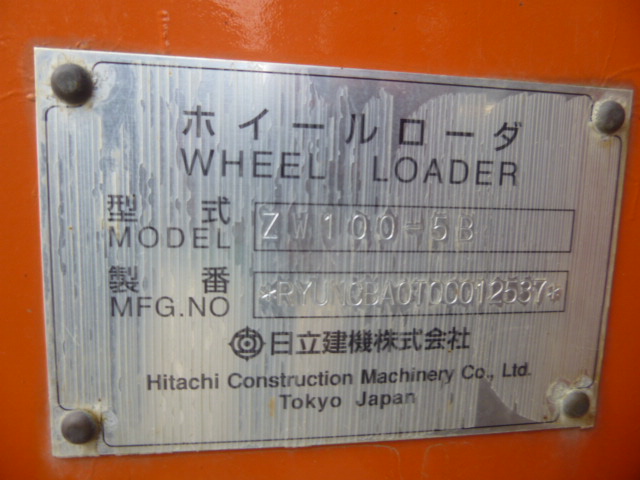 ホイールローダ
WHEEL LOADER
型式 ZW100-5B
MODEL
製番 *RYUNCBA0TC0012537*
MFG.NO
日立建機株式会社
Hitachi Construction Machinery Co., Ltd.
Tokyo Japan